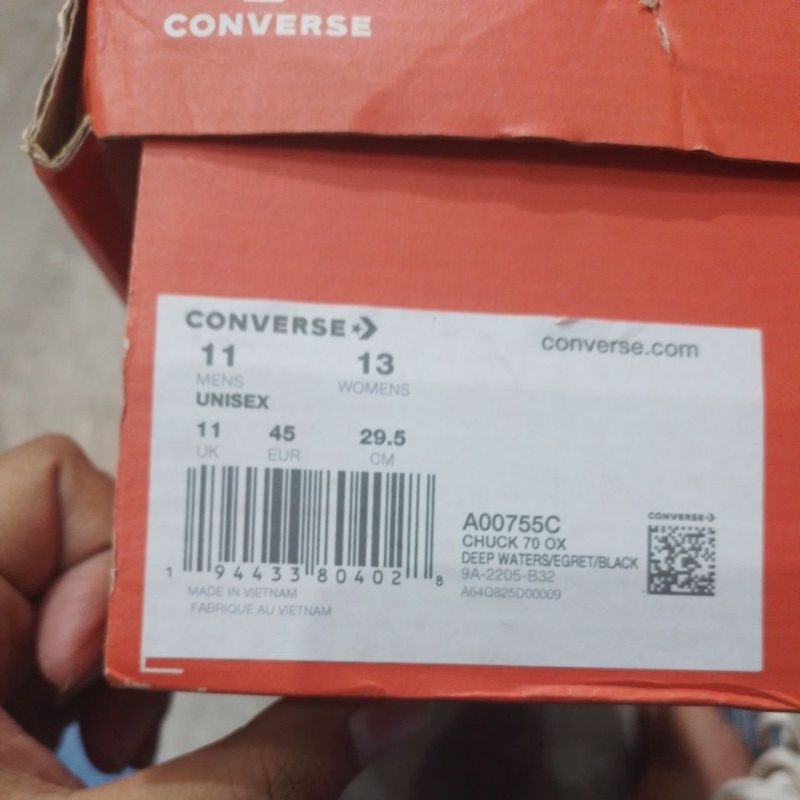 CONVERSE
CONVERSE
converse.com
11 13
MENS WOMENS
UNISEX
11 45 29.5
UK EUR CM
1 94433 80402 8
MADE IN VIETNAM
FABRIQUE AU VIETNAM
A00755C
CHUCK 70 OX
DEEP WATERS/EGRET/BLACK
9A-2205-B32
A64Q825D00009
CONVERSE